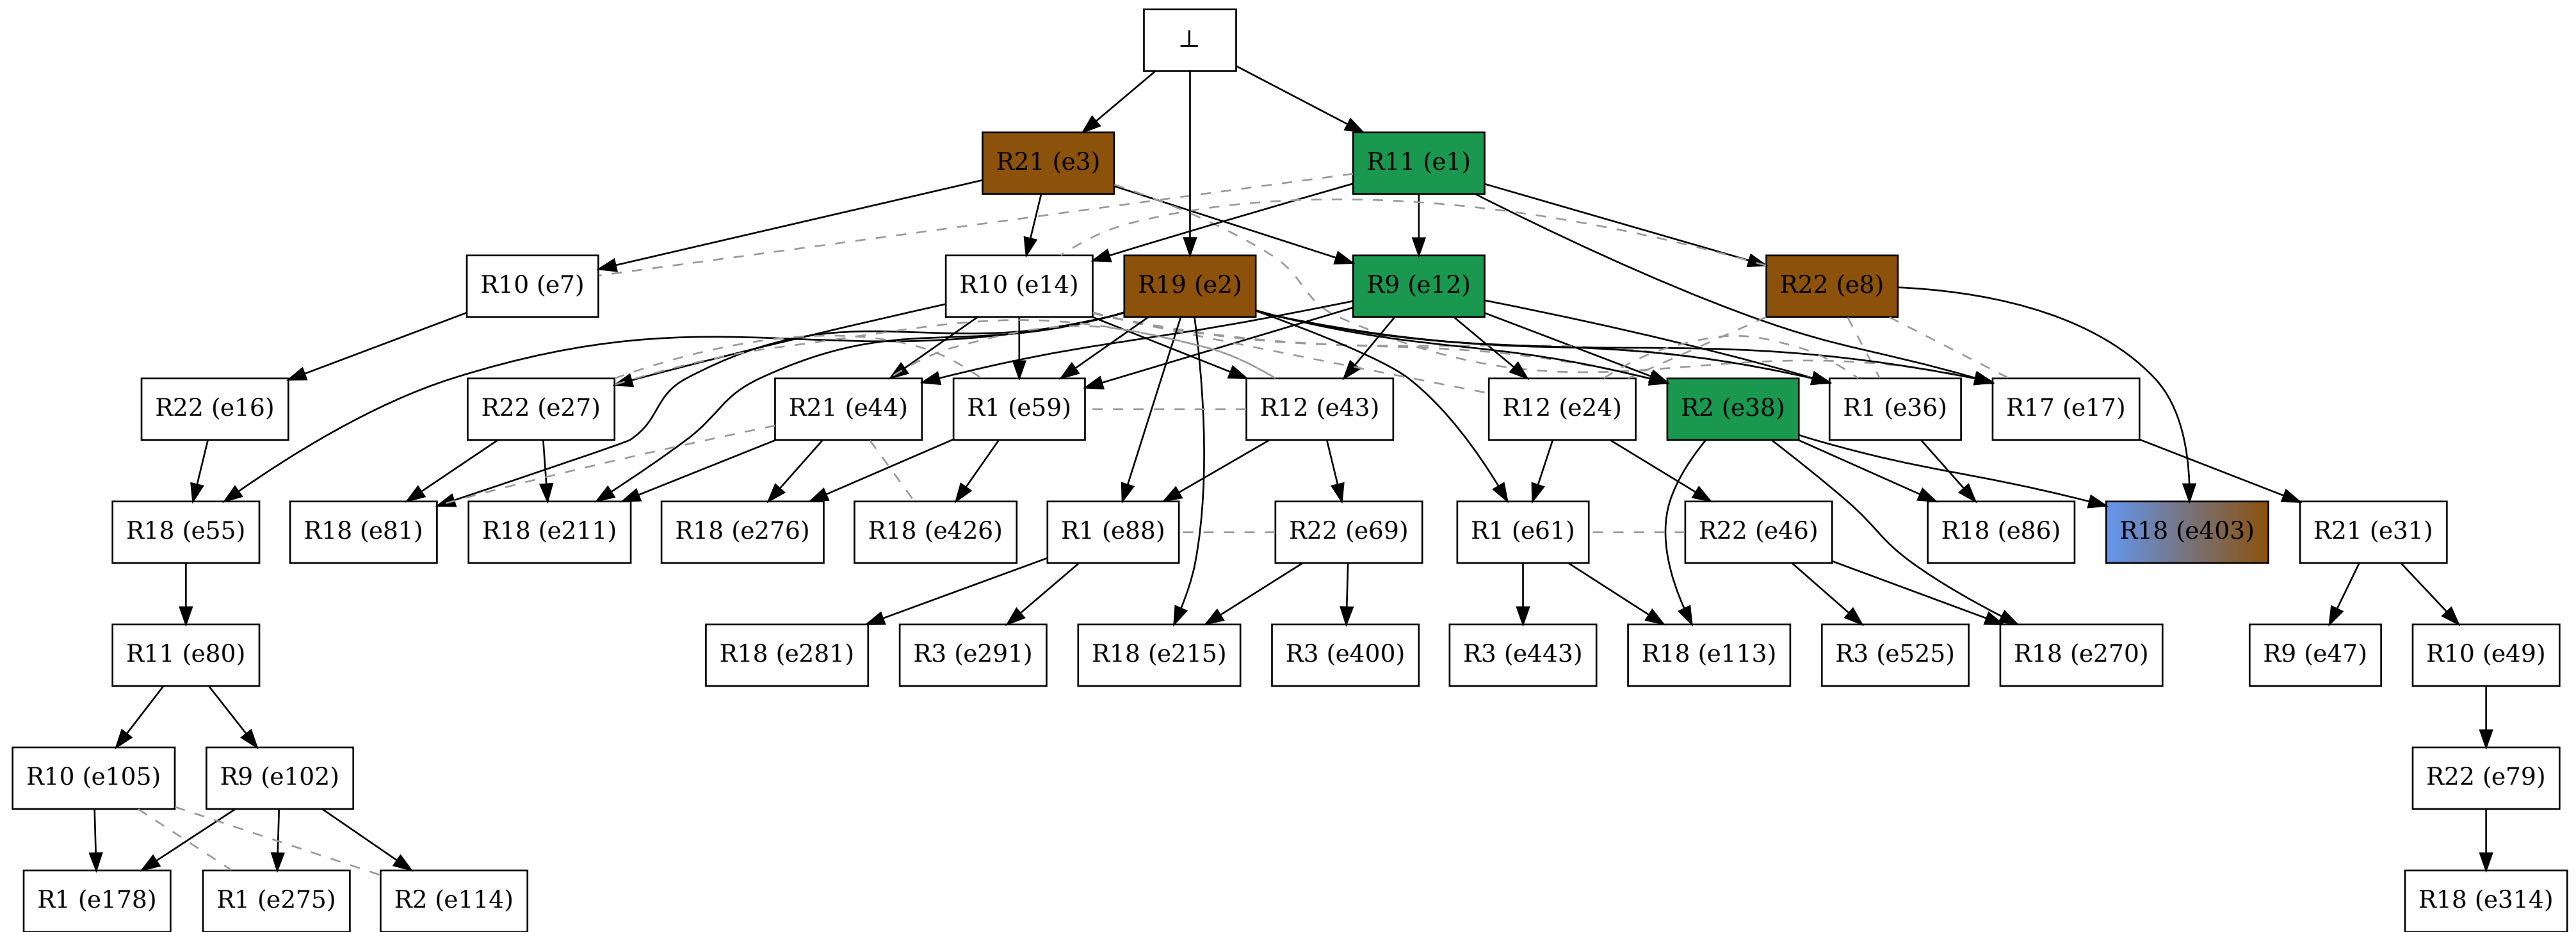 ⊥
R21 (e3)
R11 (e1)
R10 (e7)
R10 (e14)
R19 (e2)
R9 (e12)
R22 (e8)
R22 (e16)
R22 (e27)
R21 (e44)
R1 (e59)
R12 (e43)
R12 (e24)
R2 (e38)
R1 (e36)
R17 (e17)
R18 (e55)
R18 (e81)
R18 (e211)
R18 (e276)
R18 (e426)
R1 (e88)
R22 (e69)
R1 (e61)
R22 (e46)
R18 (e86)
R18 (e403)
R21 (e31)
R11 (e80)
R18 (e281)
R3 (e291)
R18 (e215)
R3 (e400)
R3 (e443)
R18 (e113)
R3 (e525)
R18 (e270)
R9 (e47)
R10 (e49)
R10 (e105)
R9 (e102)
R22 (e79)
R1 (e178)
R1 (e275)
R2 (e114)
R18 (e314)